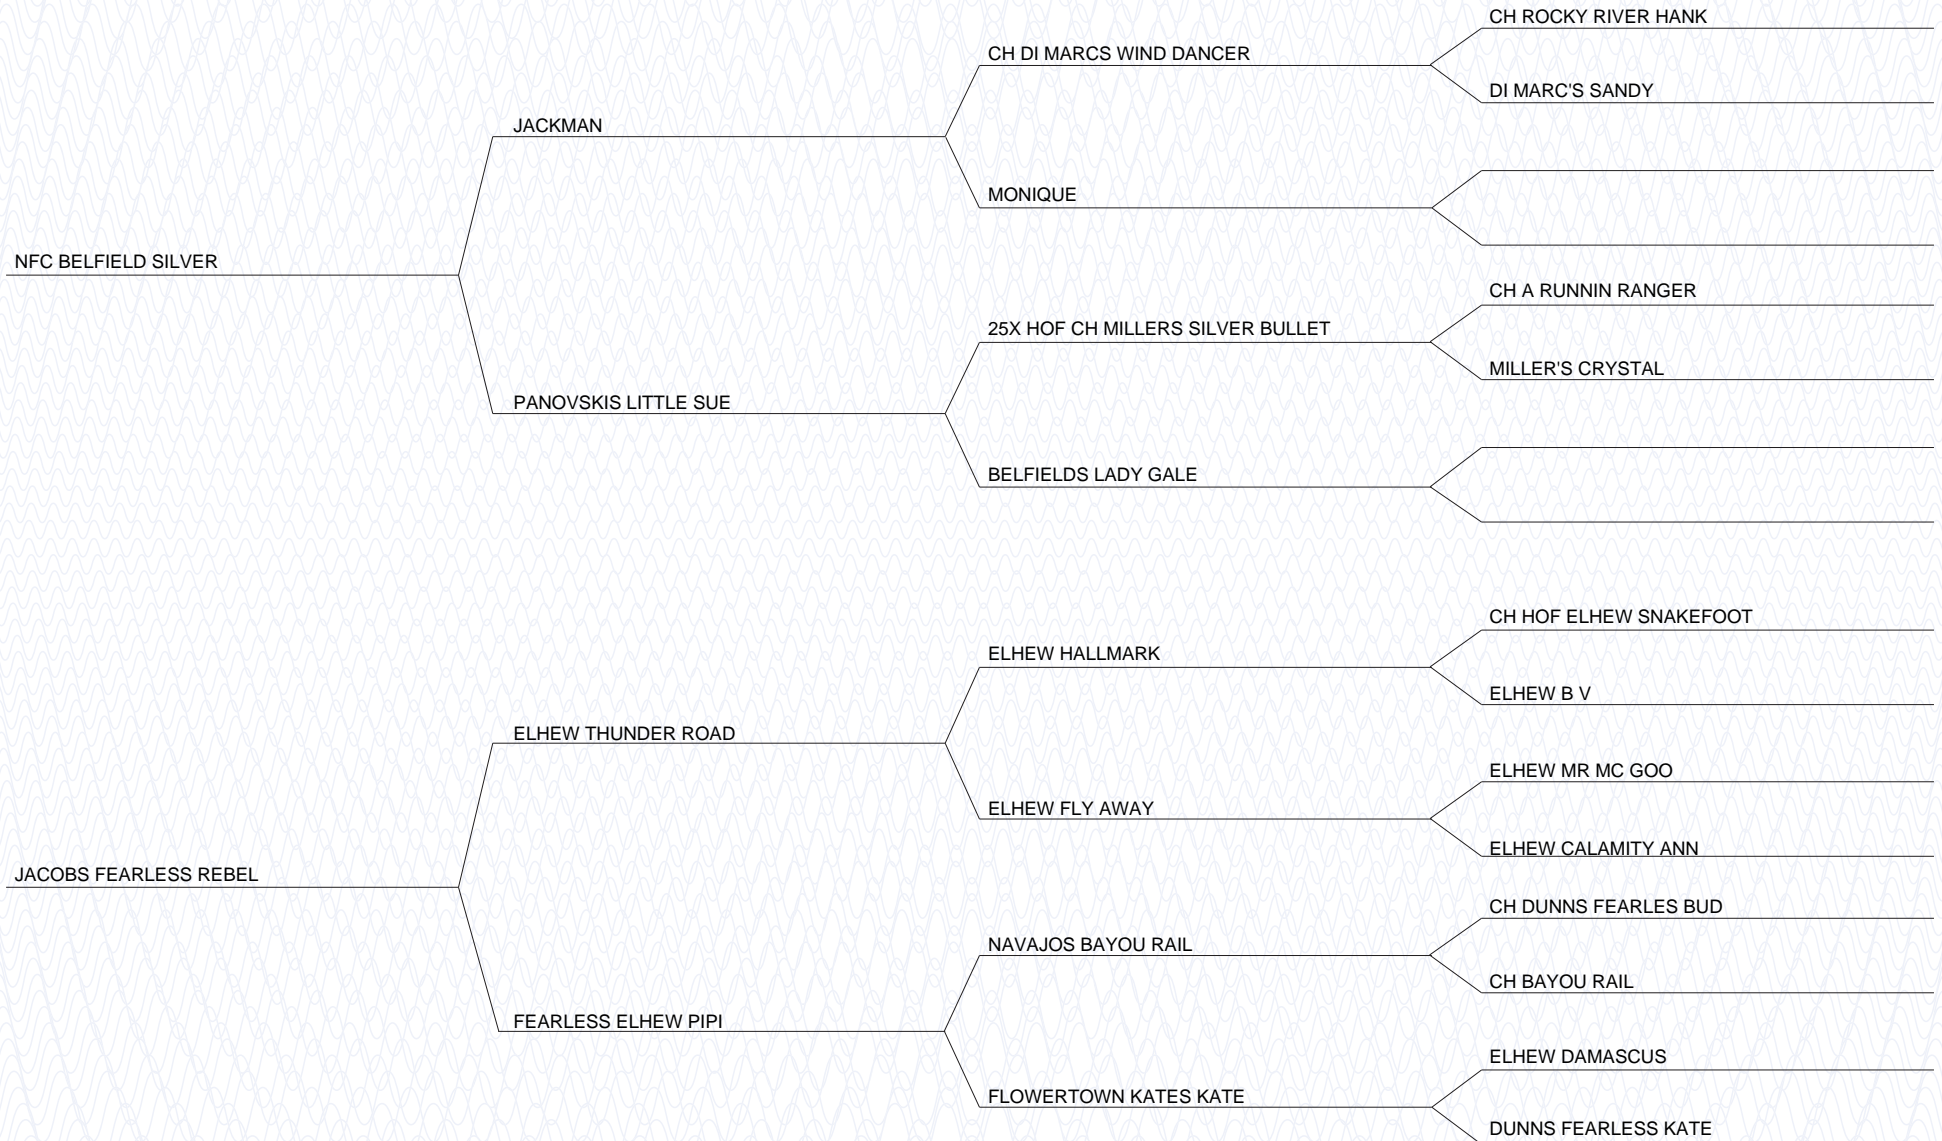 CH ROCKY RIVER HANK
CH DI MARCS WIND DANCER
DI MARC'S SANDY
JACKMAN
MONIQUE
NFC BELFIELD SILVER
CH A RUNNIN RANGER
25X HOF CH MILLERS SILVER BULLET
MILLER'S CRYSTAL
PANOVSKIS LITTLE SUE
BELFIELDS LADY GALE
CH HOF ELHEW SNAKEFOOT
ELHEW HALLMARK
ELHEW B V
ELHEW THUNDER ROAD
ELHEW MR MC GOO
ELHEW FLY AWAY
ELHEW CALAMITY ANN
JACOBS FEARLESS REBEL
CH DUNNS FEARLES BUD
NAVAJOS BAYOU RAIL
CH BAYOU RAIL
FEARLESS ELHEW PIPI
ELHEW DAMASCUS
FLOWERTOWN KATES KATE
DUNNS FEARLESS KATE